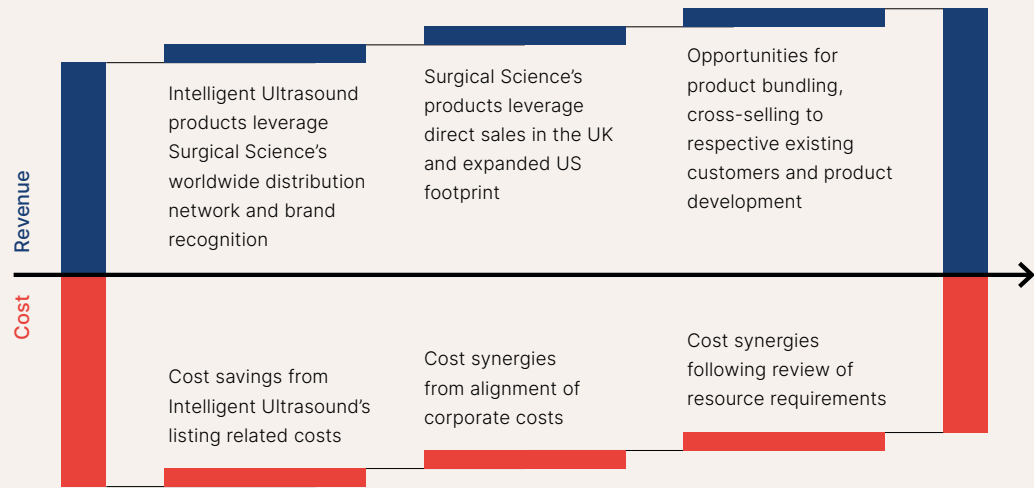 Revenue
Intelligent Ultrasound
products leverage
Surgical Science’s
worldwide distribution
network and brand
recognition
Surgical Science’s
products leverage
direct sales in the UK
and expanded US
footprint
Opportunities for
product bundling,
cross-selling to
respective existing
customers and product
development
Cost
Cost savings from
Intelligent Ultrasound’s
listing related costs
Cost synergies
from alignment of
corporate costs
Cost synergies
following review of
resource requirements